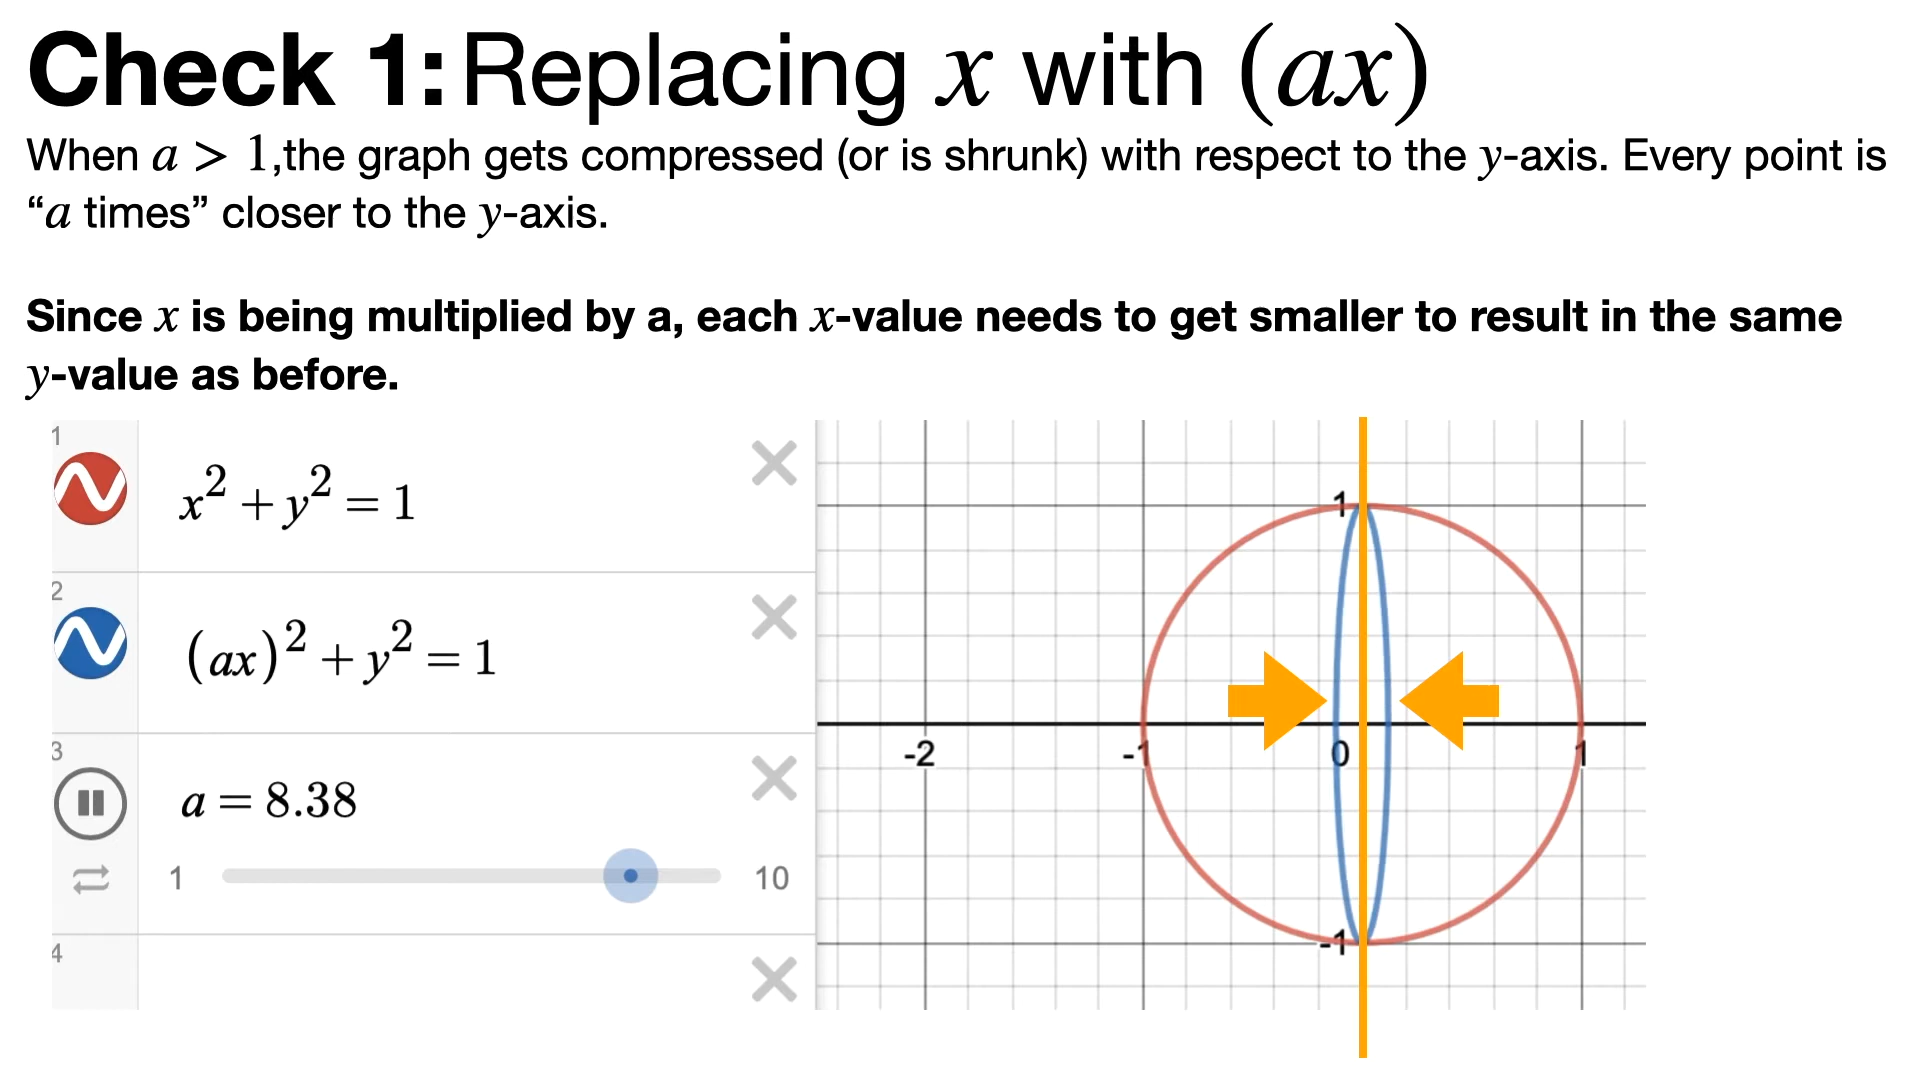 Check 1: Replacing x with (ax)
When a > 1,the graph gets compressed (or is shrunk) with respect to the y-axis. Every point is
“a times” closer to the y-axis.
Since x is being multiplied by a, each x-value needs to get smaller to result in the same
y-value as before.
1
x² + y² = 1
2
(ax)² + y² = 1
3
a = 8.38
1
10
4
1
-2
-1
0
1
-1